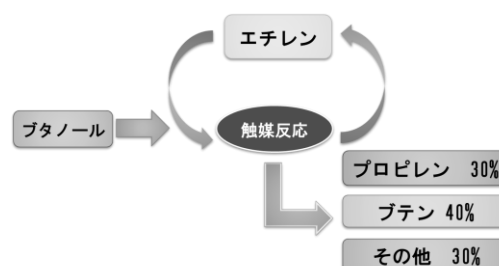 エチレン
ブタノール
触媒反応
プロピレン 30%
ブテン 40%
その他 30%